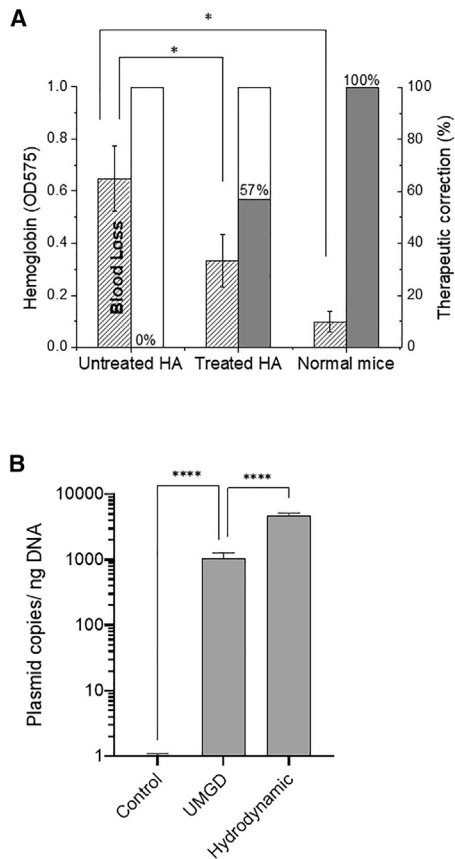 A
*
*
1.0
0.8
0.6
0.4
0.2
0.0
Hemoglobin (OD575)
Blood Loss
0%
57%
100%
100
80
60
40
20
0
Therapeutic correction (%)
Untreated HA
Treated HA
Normal mice
B
****
****
10000
1000
100
10
1
Plasmid copies/ ng DNA
Control
UMGD
Hydrodynamic